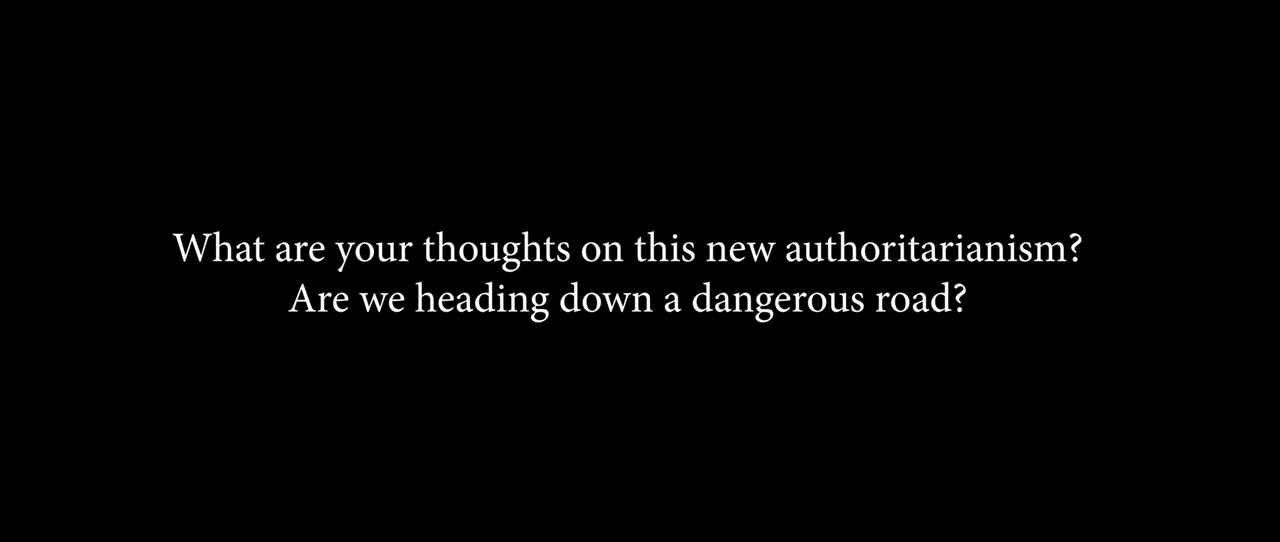 What are your thoughts on this new authoritarianism?
Are we heading down a dangerous road?